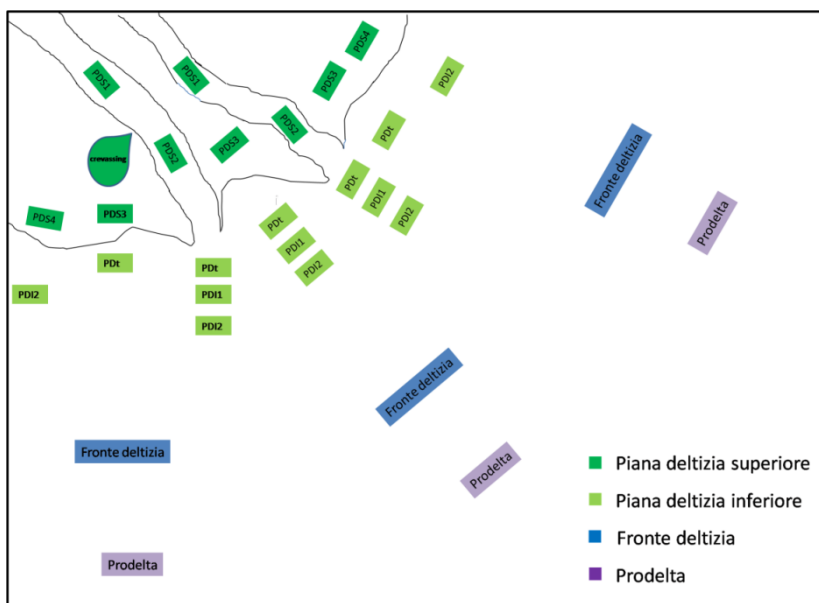 PDS4
PDS3
PDI2
PDS1
PDS1
PDS2
PDt
PDS3
PDS2
crevassing
Fronte deltizia
PDt
PDI1
PDI2
Prodelta
PDS4
PDS3
PDt
PDI1
PDI2
PDt
PDI2
PDt
PDI1
PDI2
Fronte deltizia
Fronte deltizia
Prodelta
Prodelta
Piana deltizia superiore
Piana deltizia inferiore
Fronte deltizia
Prodelta